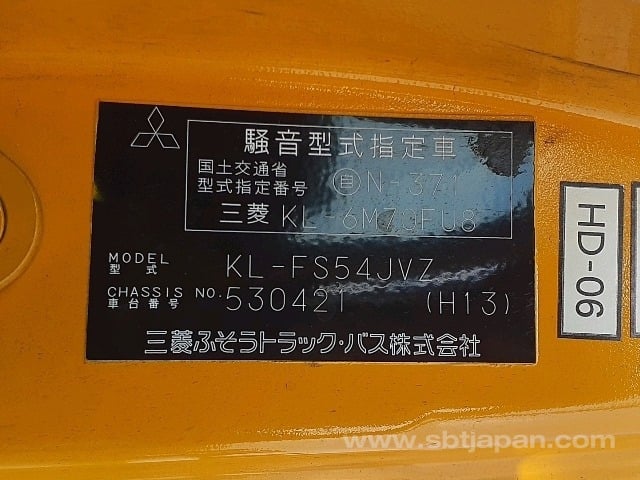 騒音型式指定車
国土交通省
型式指定番号 自N-371
三菱 KL-6M70FU8
MODEL
型式 KL-FS54JVZ
CHASSIS NO.
車台番号 530421 (H13)
三菱ふそうトラック・バス株式会社
HD-06
www.sbtjapan.com